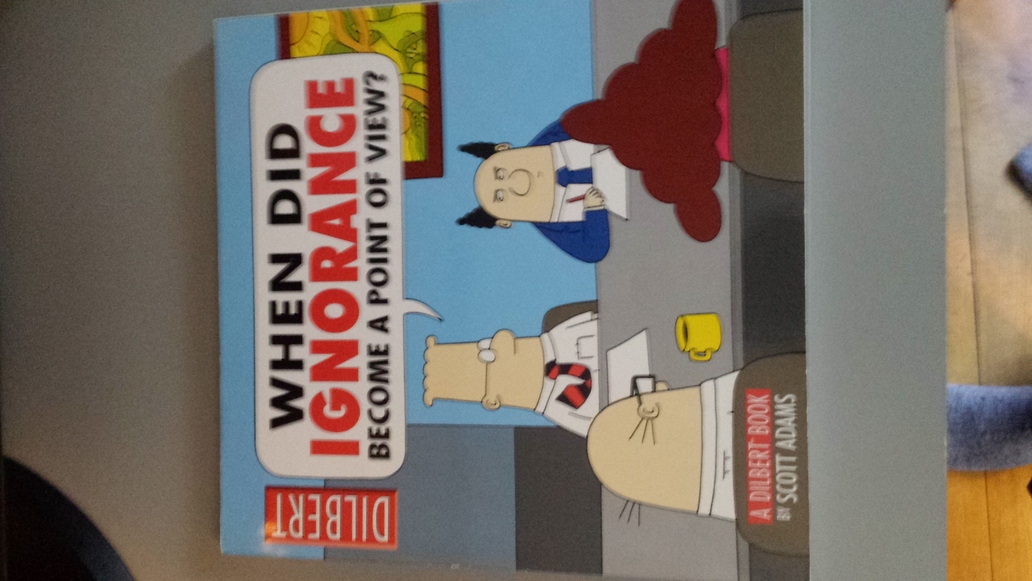 DILBERT
WHEN DID
IGNORANCE
BECOME A POINT OF VIEW?
A DILBERT BOOK
BY SCOTT ADAMS